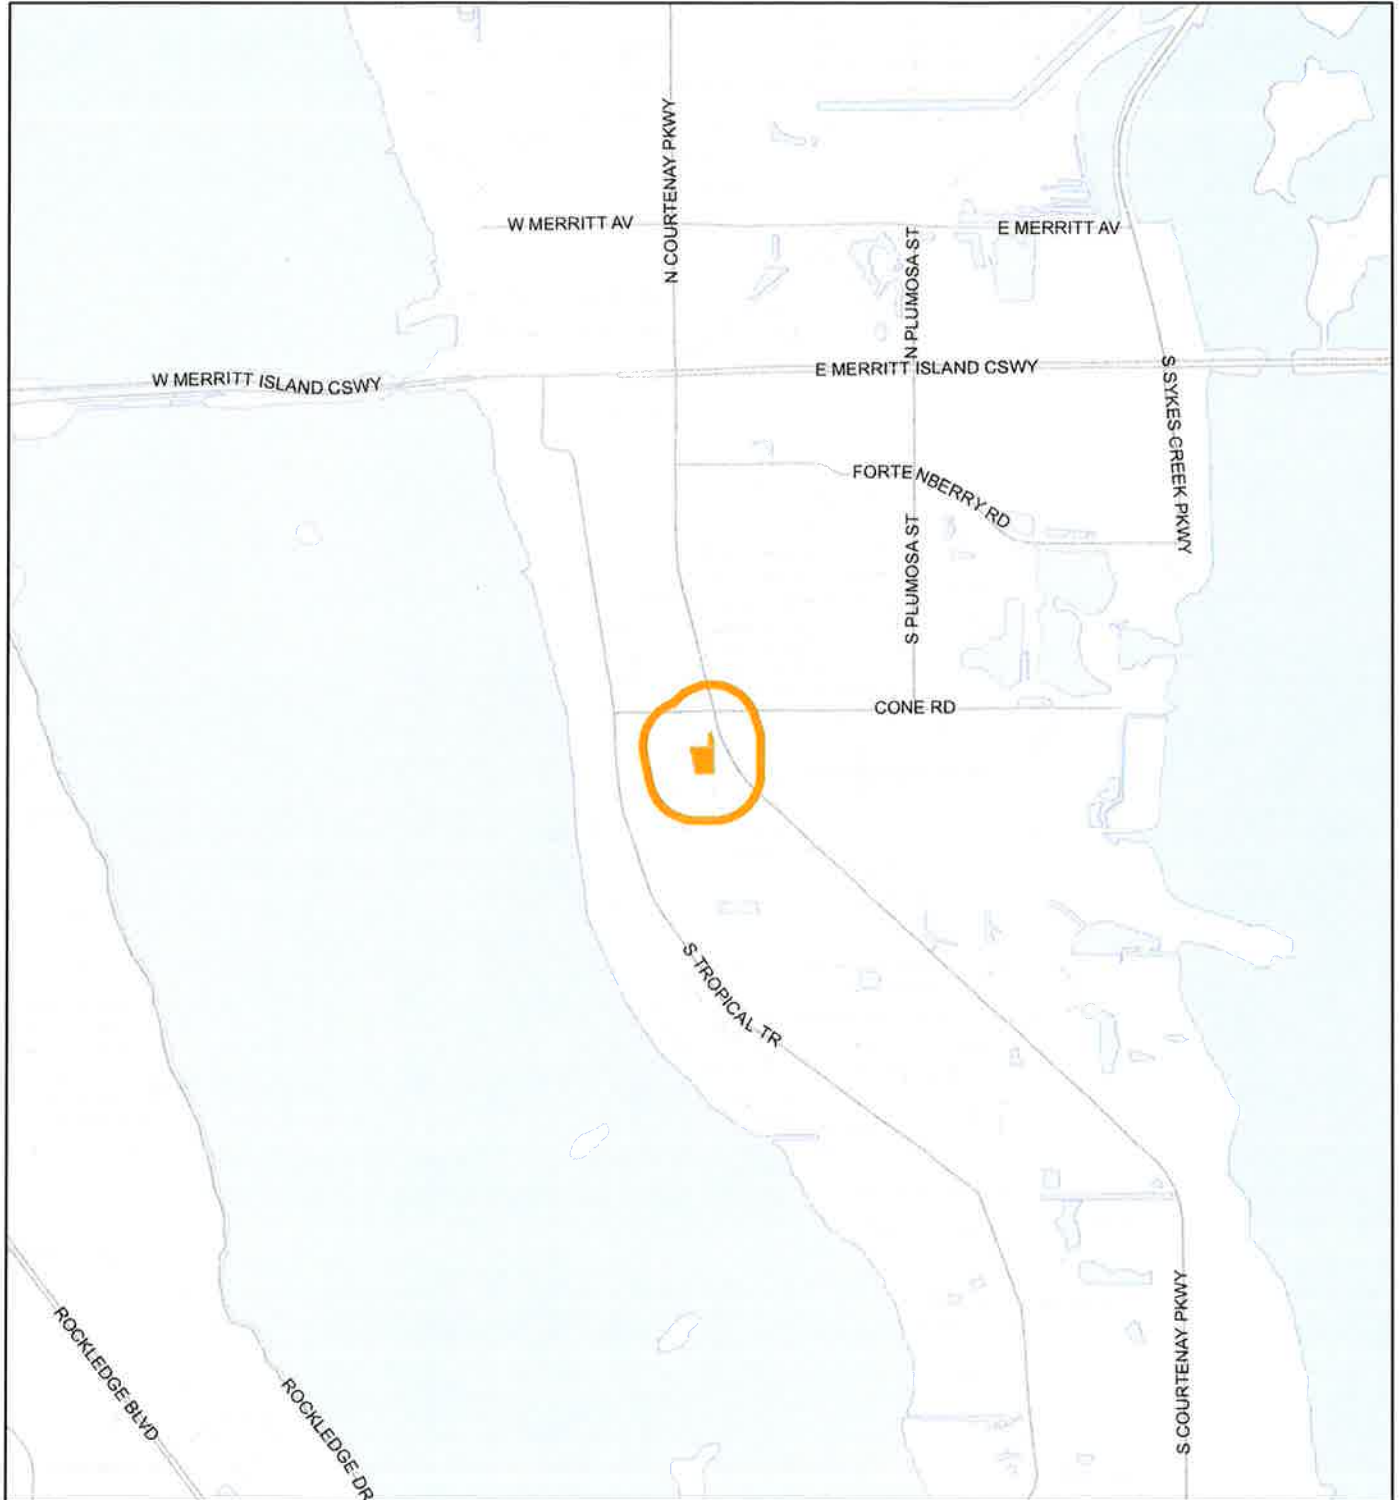 N COURTENAY PKWY
W MERRITT AV
E MERRITT AV
N PLUMOSA ST
W MERRITT ISLAND CSWY
E MERRITT ISLAND CSWY
S SYKES CREEK PKWY
FORTENBERRY RD
S PLUMOSA ST
CONE RD
S TROPICAL TR
S COURTENAY PKWY
ROCKLEDGE BLVD
ROCKLEDGE DR